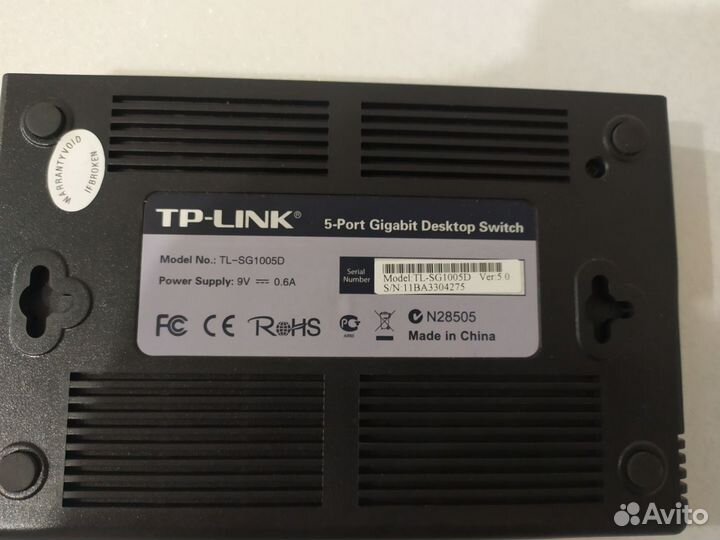 WARRANTY VOID
IF BROKEN
TP-LINK®
5-Port Gigabit Desktop Switch
Model No.: TL-SG1005D
Power Supply: 9V ⎓ 0.6A
Serial
Number
Model:TL-SG1005D Ver:5.0
S/N:11BA3304275
FC CE RoHS
N28505
Made in China
Avito